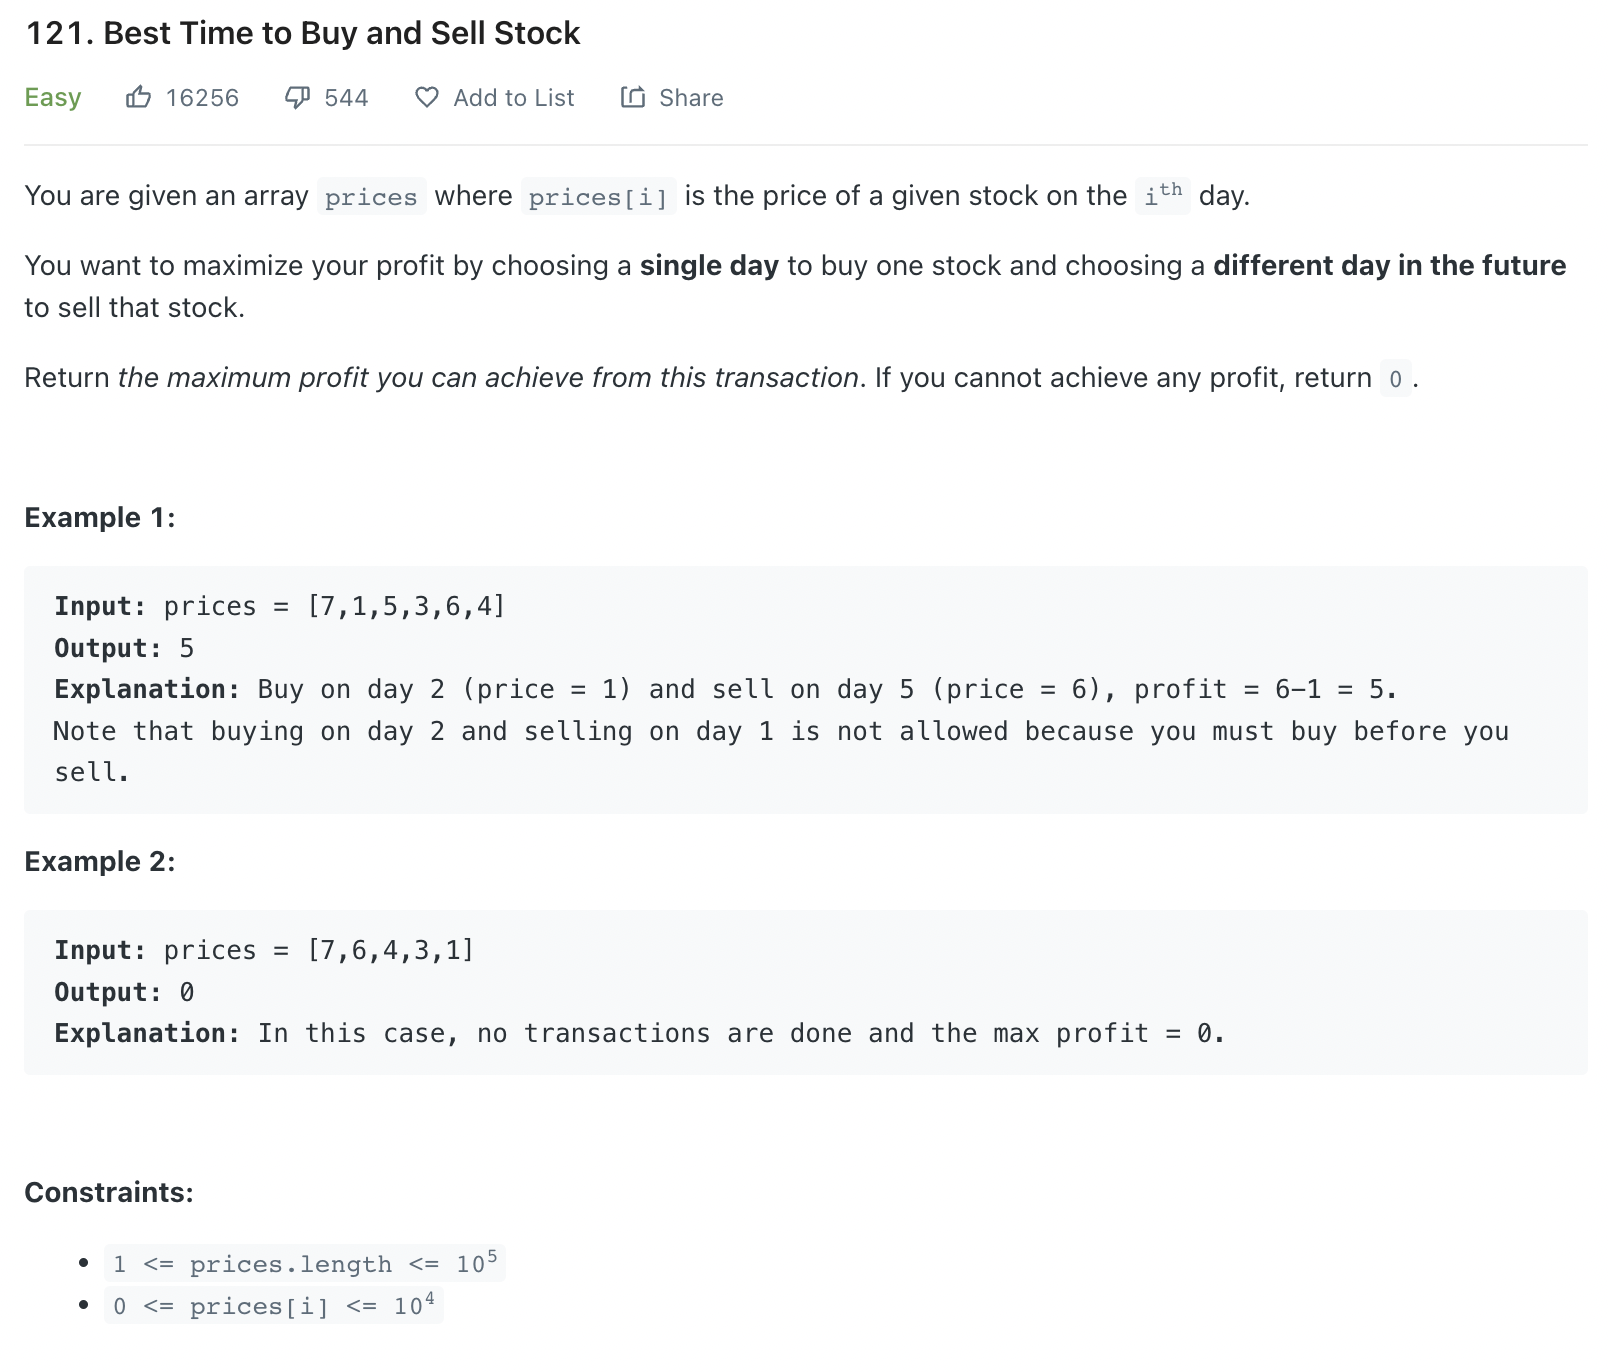 121. Best Time to Buy and Sell Stock
Easy 16256 544 Add to List Share
You are given an array prices where prices[i] is the price of a given stock on the iᵗʰ day.
You want to maximize your profit by choosing a single day to buy one stock and choosing a different day in the future
to sell that stock.
Return the maximum profit you can achieve from this transaction. If you cannot achieve any profit, return 0.
Example 1:
Input: prices = [7,1,5,3,6,4]
Output: 5
Explanation: Buy on day 2 (price = 1) and sell on day 5 (price = 6), profit = 6-1 = 5.
Note that buying on day 2 and selling on day 1 is not allowed because you must buy before you
sell.
Example 2:
Input: prices = [7,6,4,3,1]
Output: 0
Explanation: In this case, no transactions are done and the max profit = 0.
Constraints:
• 1 <= prices.length <= 10⁵
• 0 <= prices[i] <= 10⁴